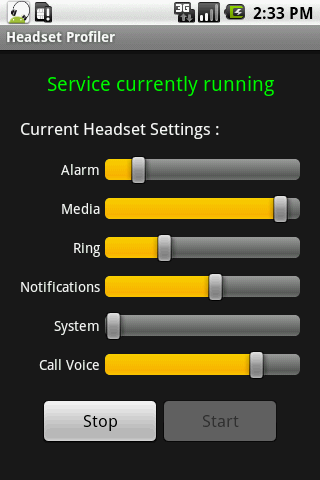 3G
2:33 PM
Headset Profiler
Service currently running
Current Headset Settings :
Alarm
Media
Ring
Notifications
System
Call Voice
Stop
Start